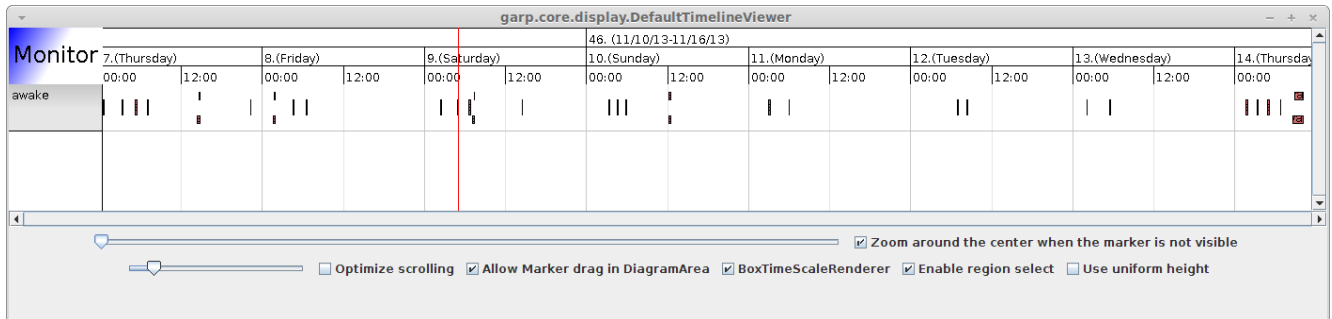 garp.core.display.DefaultTimelineViewer
Monitor
46. (11/10/13-11/16/13)
7.(Thursday) 8.(Friday) 9.(Saturday) 10.(Sunday) 11.(Monday) 12.(Tuesday) 13.(Wednesday) 14.(Thursday
00:00 12:00 00:00 12:00 00:00 12:00 00:00 12:00 00:00 12:00 00:00 12:00 00:00 12:00 00:00
awake
Zoom around the center when the marker is not visible
Optimize scrolling Allow Marker drag in DiagramArea BoxTimeScaleRenderer Enable region select Use uniform height